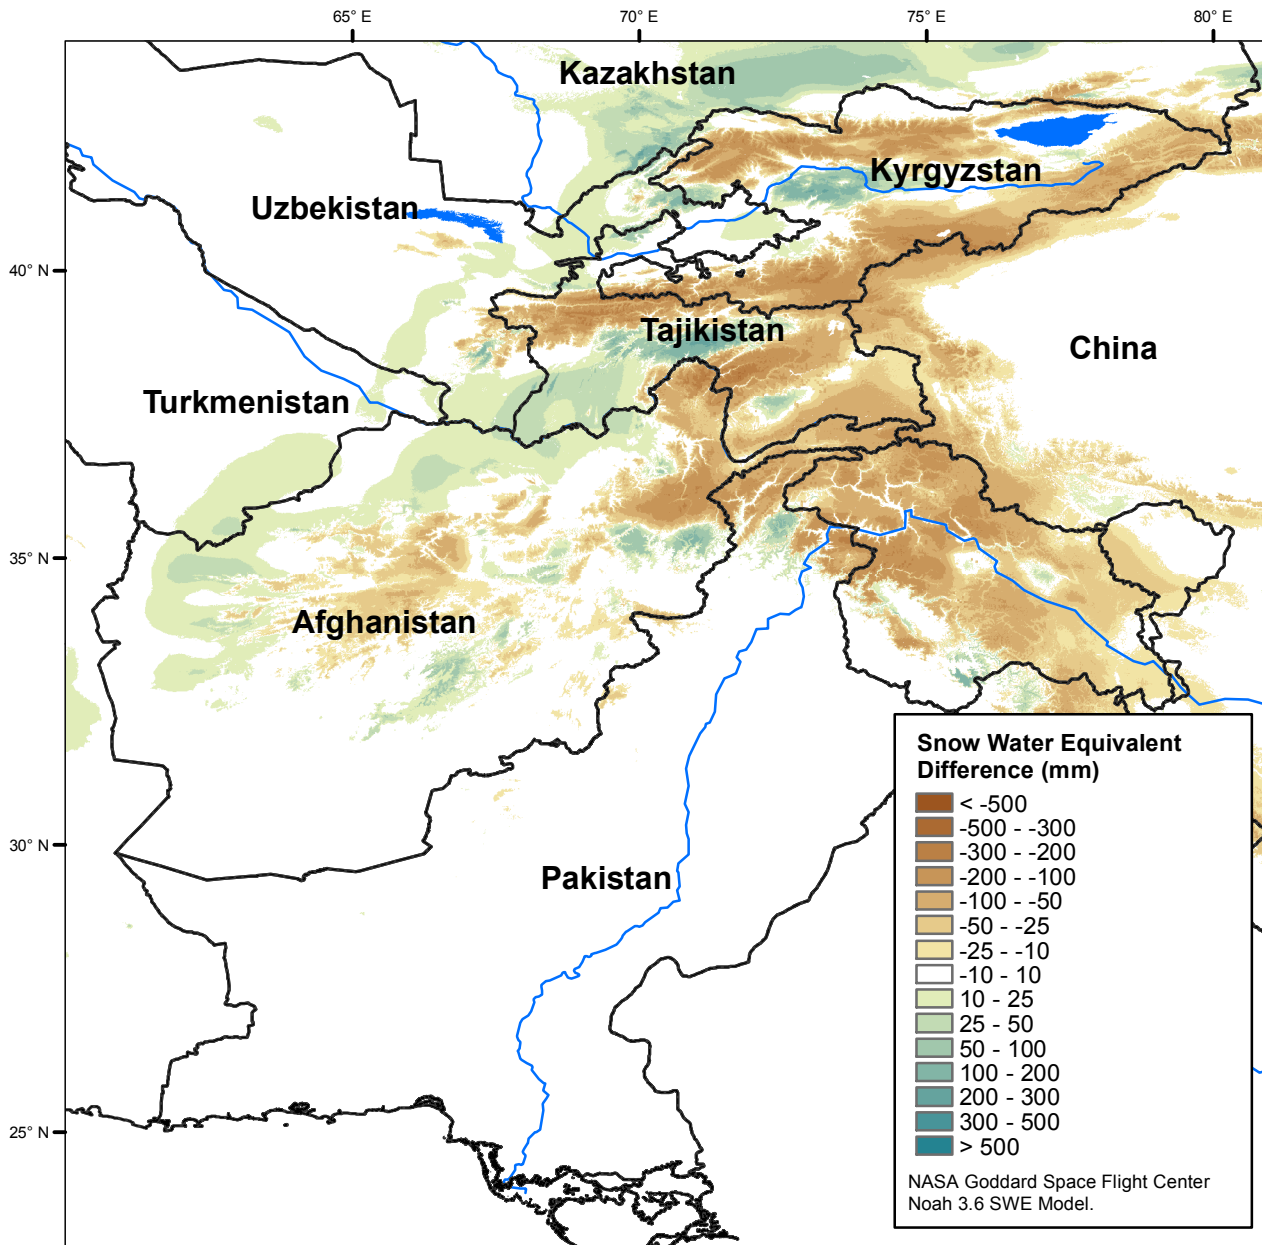 65° E
70° E
75° E
80° E
Kazakhstan
Kyrgyzstan
Uzbekistan
40° N
Tajikistan
China
Turkmenistan
35° N
Afghanistan
30° N
Pakistan
25° N
Snow Water Equivalent
Difference (mm)
< -500
-500 - -300
-300 - -200
-200 - -100
-100 - -50
-50 - -25
-25 - -10
-10 - 10
10 - 25
25 - 50
50 - 100
100 - 200
200 - 300
300 - 500
> 500
NASA Goddard Space Flight Center
Noah 3.6 SWE Model.